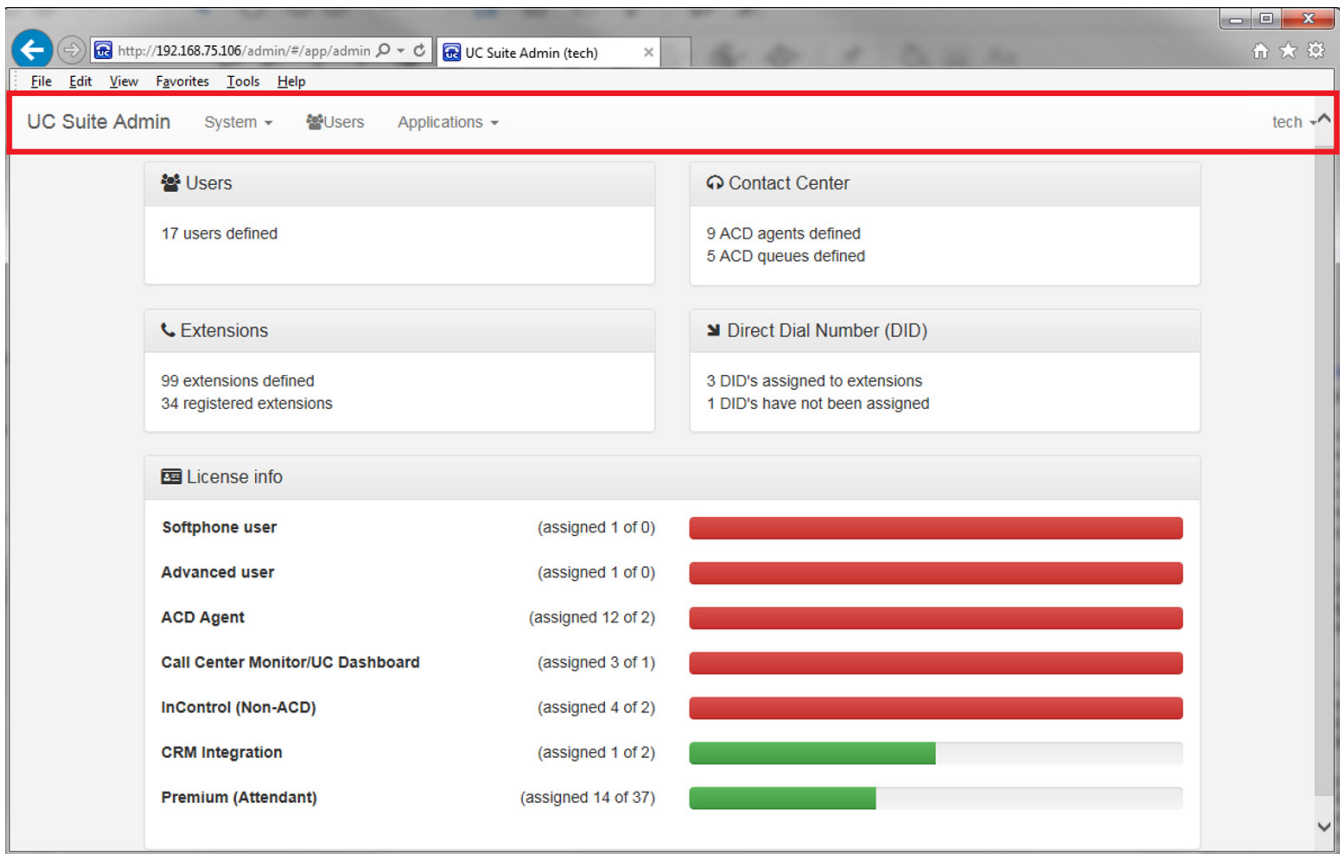 http://192.168.75.106/admin/#/app/admin
UC Suite Admin (tech)
File Edit View Favorites Tools Help
UC Suite Admin System Users Applications tech
Users
17 users defined
Contact Center
9 ACD agents defined
5 ACD queues defined
Extensions
99 extensions defined
34 registered extensions
Direct Dial Number (DID)
3 DID's assigned to extensions
1 DID's have not been assigned
License info
Softphone user (assigned 1 of 0)
Advanced user (assigned 1 of 0)
ACD Agent (assigned 12 of 2)
Call Center Monitor/UC Dashboard (assigned 3 of 1)
InControl (Non-ACD) (assigned 4 of 2)
CRM Integration (assigned 1 of 2)
Premium (Attendant) (assigned 14 of 37)